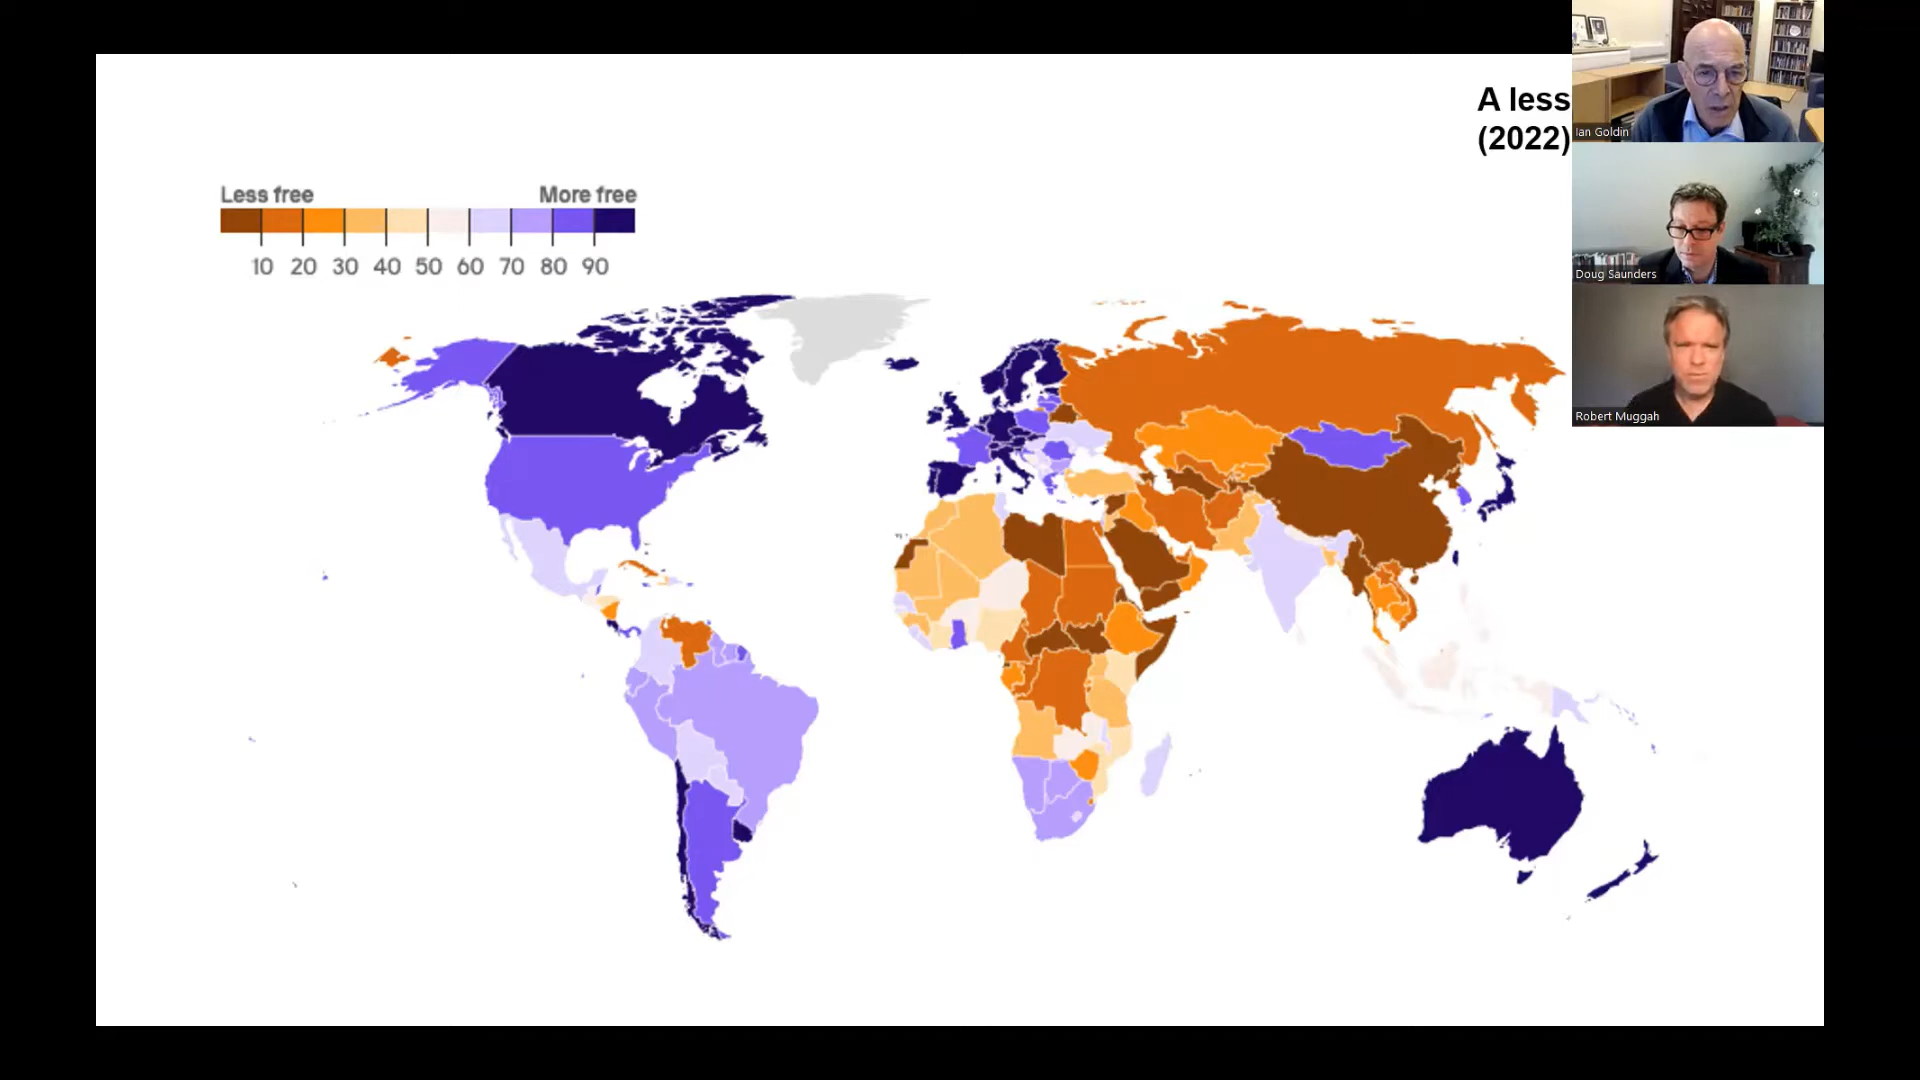 A less
(2022)
Less free More free
10 20 30 40 50 60 70 80 90
Ian Goldin
Doug Saunders
Robert Muggah